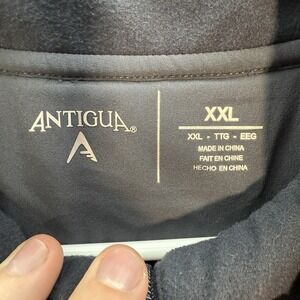 ANTIGUA®
XXL
XXL - TTG - EEG
MADE IN CHINA
FAIT EN CHINE
HECHO EN CHINA